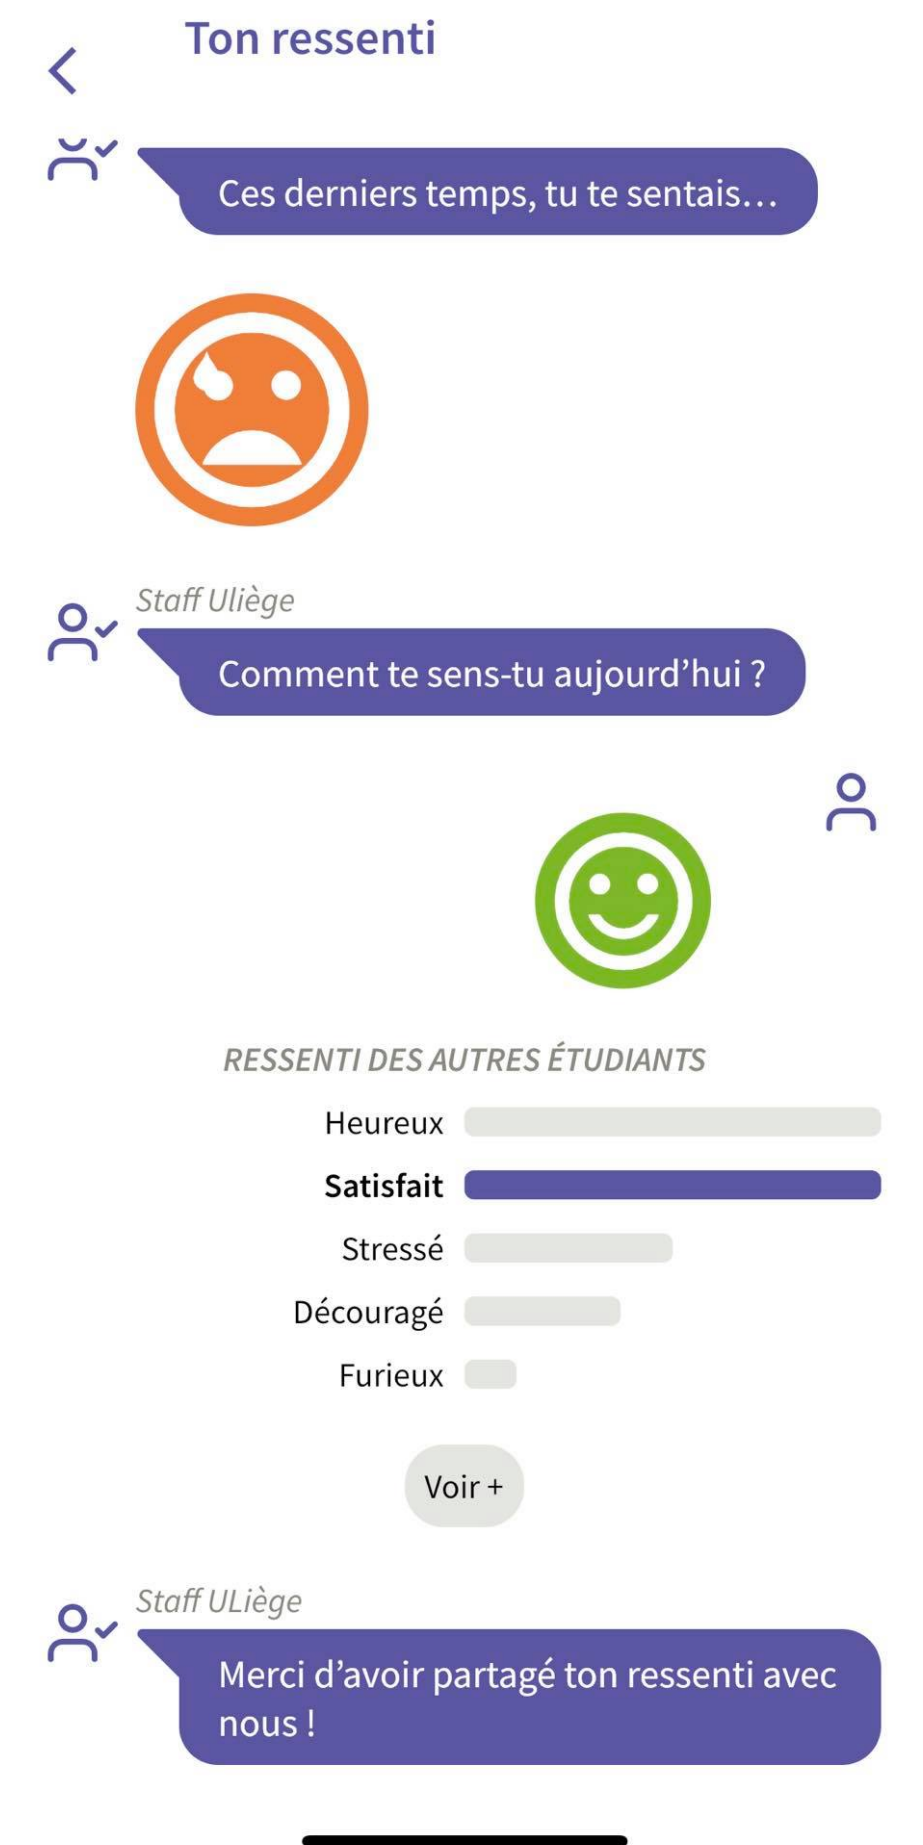 Ton ressenti
Ces derniers temps, tu te sentais…
Staff Uliège
Comment te sens-tu aujourd’hui ?
RESSENTI DES AUTRES ÉTUDIANTS
Heureux
Satisfait
Stressé
Découragé
Furieux
Voir +
Staff ULiège
Merci d’avoir partagé ton ressenti avec
nous !